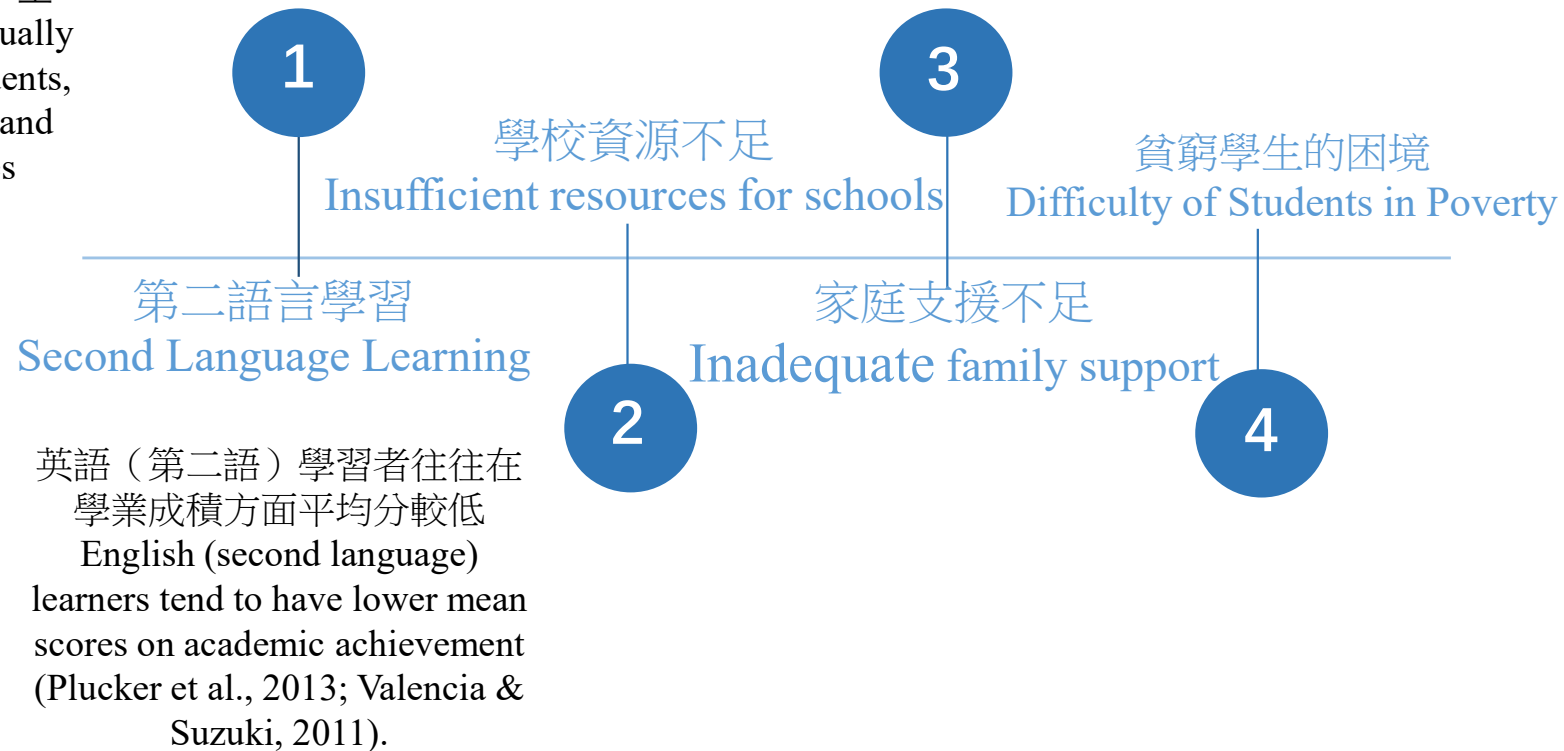 ually
ents,
and
s
1
第二語言學習
Second Language Learning
英語（第二語）學習者往往在
學業成積方面平均分較低
English (second language)
learners tend to have lower mean
scores on academic achievement
(Plucker et al., 2013; Valencia &
Suzuki, 2011).
學校資源不足
Insufficient resources for schools
2
3
家庭支援不足
Inadequate family support
貧窮學生的困境
Difficulty of Students in Poverty
4